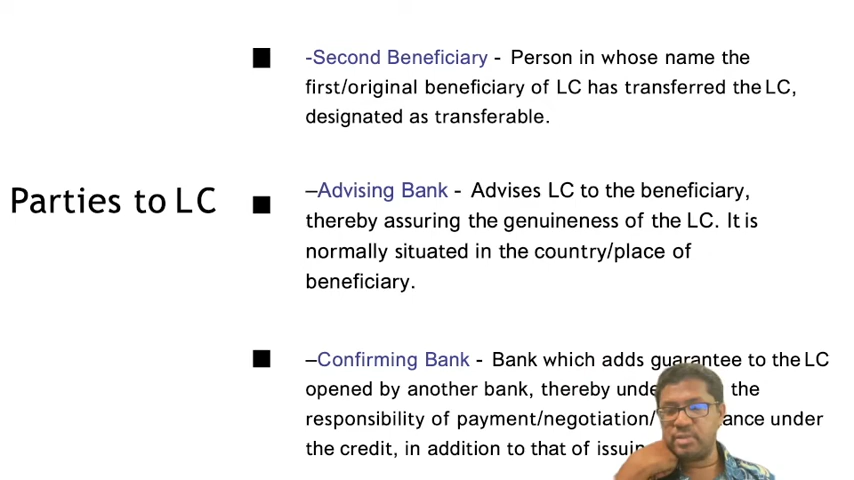 -Second Beneficiary - Person in whose name the
first/original beneficiary of LC has transferred the LC,
designated as transferable.
Parties to LC
–Advising Bank - Advises LC to the beneficiary,
thereby assuring the genuineness of the LC. It is
normally situated in the country/place of
beneficiary.
–Confirming Bank - Bank which adds guarantee to the LC
opened by another bank, thereby the
responsibility of payment/negotiation/ under
the credit, in addition to that of